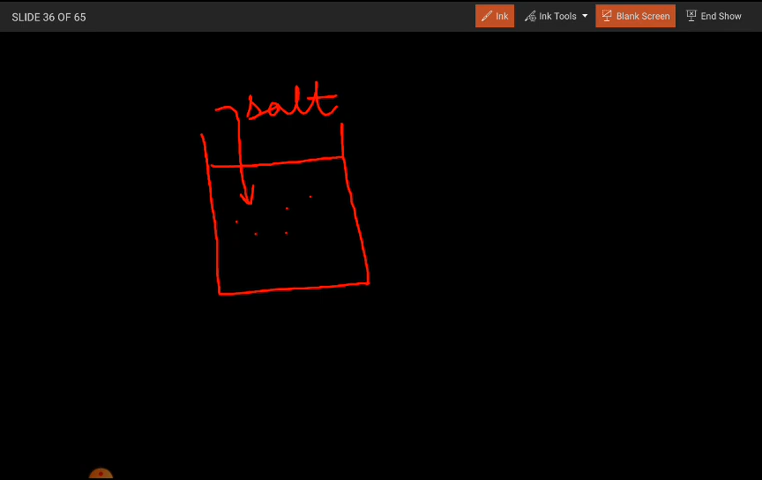 SLIDE 36 OF 65
Ink
Ink Tools
Blank Screen
End Show
salt